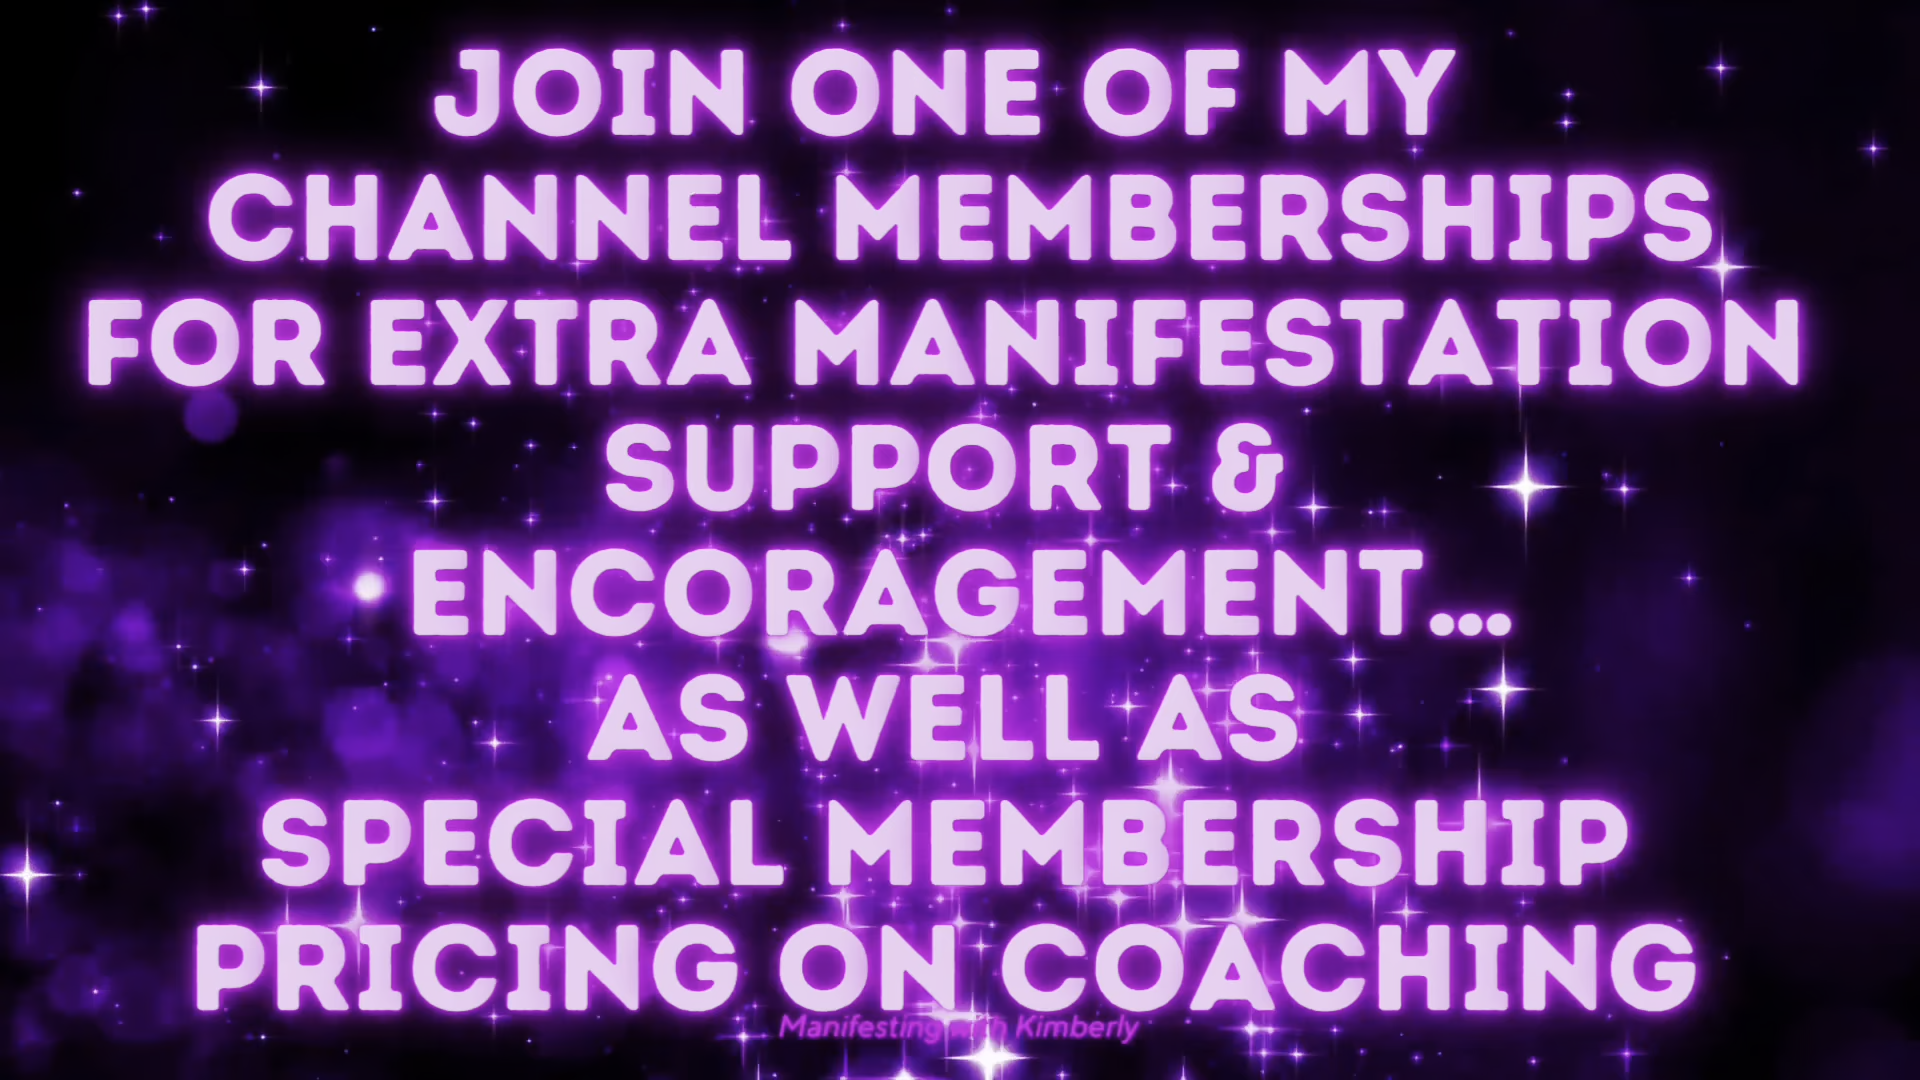 JOIN ONE OF MY
CHANNEL MEMBERSHIPS
FOR EXTRA MANIFESTATION
SUPPORT &
ENCORAGEMENT...
AS WELL AS
SPECIAL MEMBERSHIP
PRICING ON COACHING
Manifesting with Kimberly